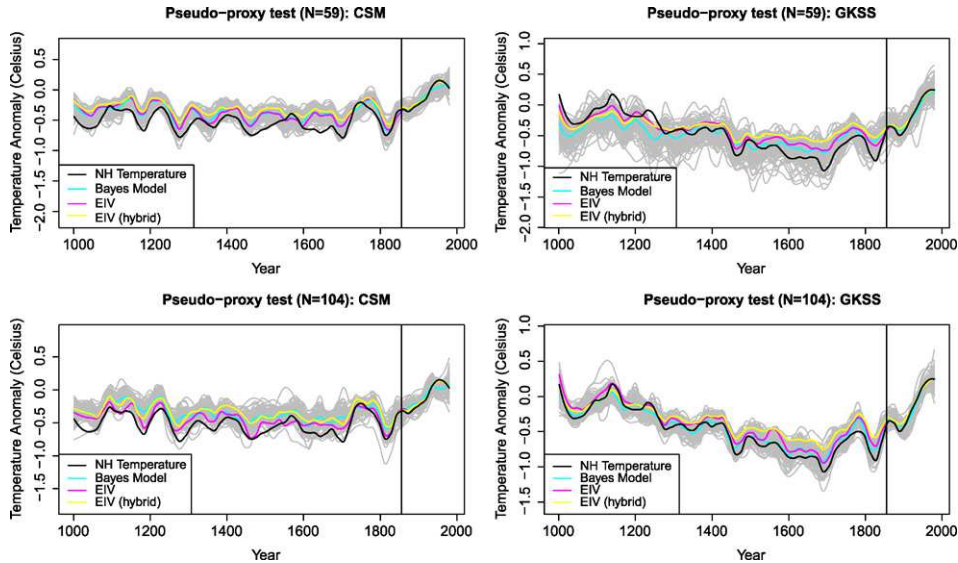 Pseudo-proxy test (N=59): CSM
Temperature Anomaly (Celsius)
0.5
0.0
-0.5
-1.0
-1.5
-2.0
NH Temperature
Bayes Model
EIV
EIV (hybrid)
1000 1200 1400 1600 1800 2000
Year
Pseudo-proxy test (N=59): GKSS
Temperature Anomaly (Celsius)
1.0
0.5
0.0
-0.5
-1.0
-1.5
-2.0
NH Temperature
Bayes Model
EIV
EIV (hybrid)
1000 1200 1400 1600 1800 2000
Year
Pseudo-proxy test (N=104): CSM
Temperature Anomaly (Celsius)
0.5
0.0
-0.5
-1.0
-1.5
NH Temperature
Bayes Model
EIV
EIV (hybrid)
1000 1200 1400 1600 1800 2000
Year
Pseudo-proxy test (N=104): GKSS
Temperature Anomaly (Celsius)
1.0
0.5
0.0
-0.5
-1.0
-1.5
NH Temperature
Bayes Model
EIV
EIV (hybrid)
1000 1200 1400 1600 1800 2000
Year